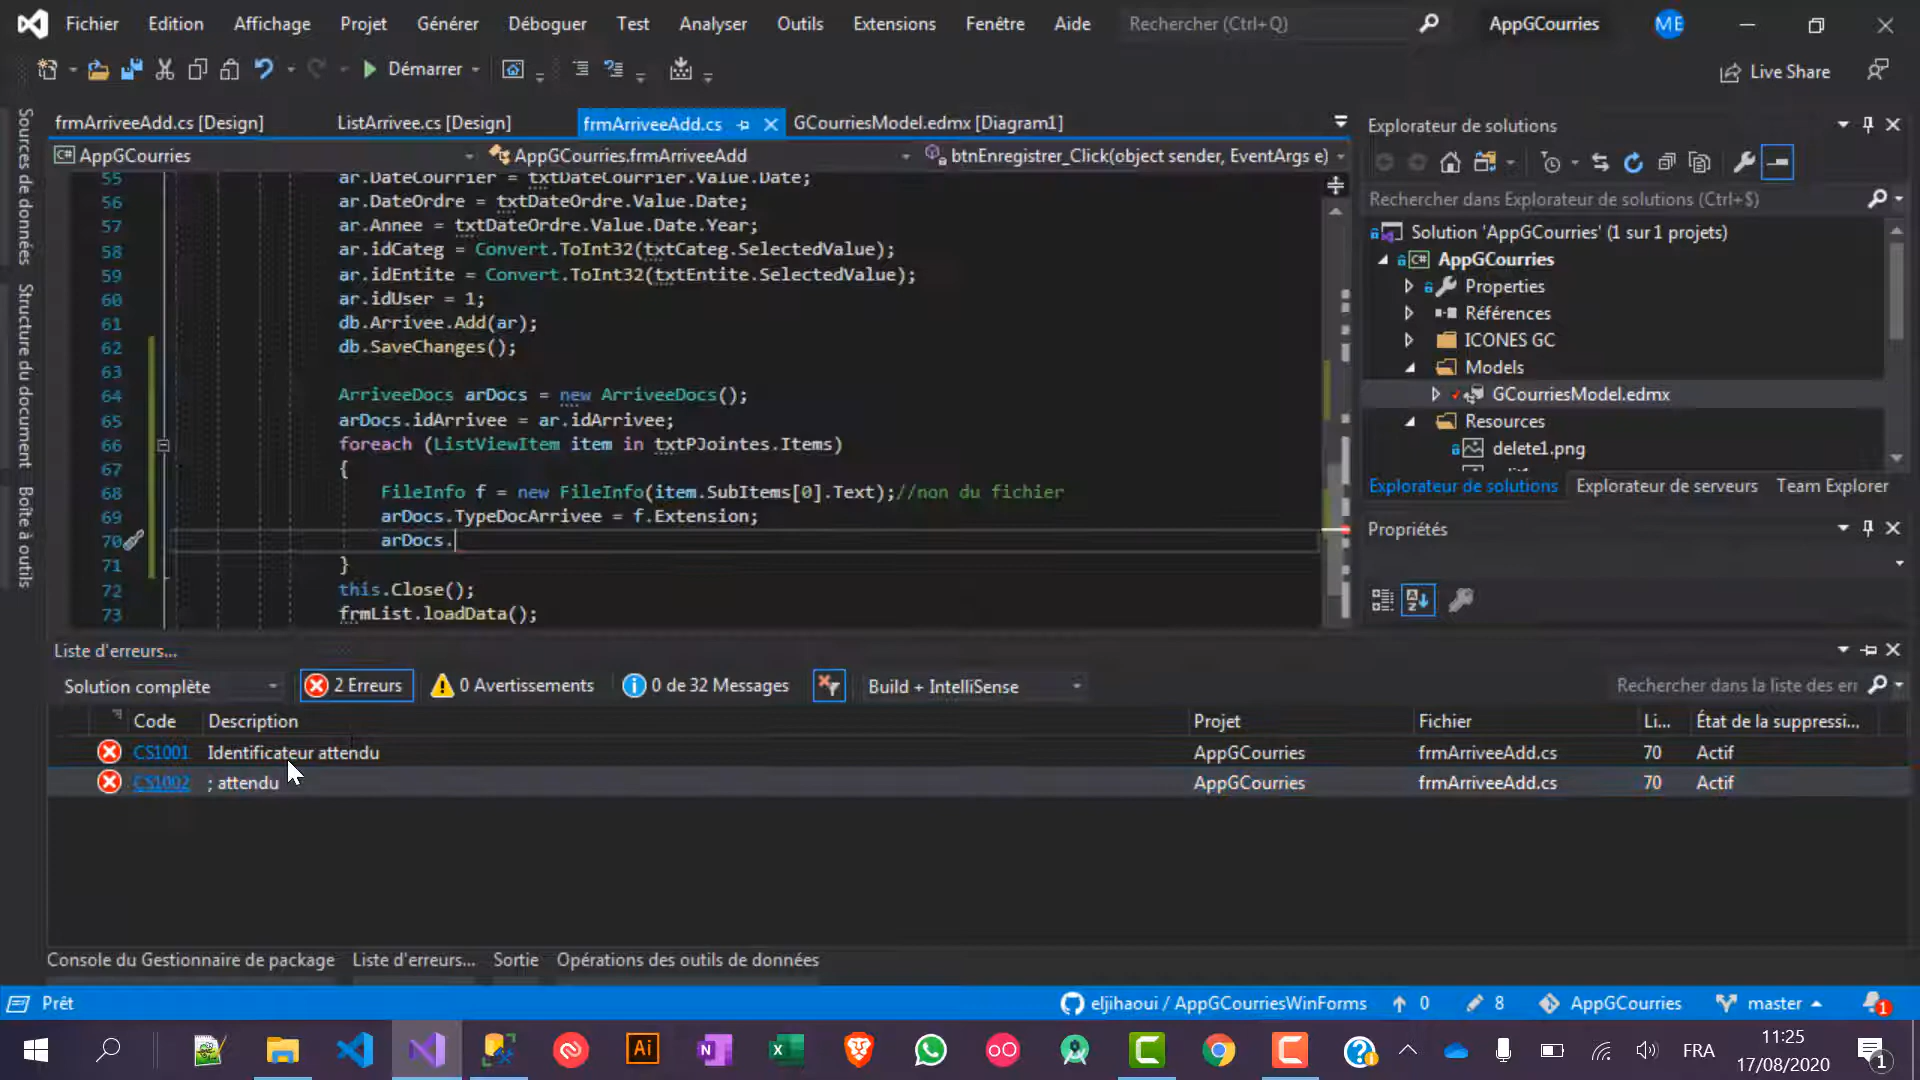 Fichier Edition Affichage Projet Générer Déboguer Test Analyser Outils Extensions Fenêtre Aide Rechercher (Ctrl+Q) AppGCourries ME
Démarrer Live Share
frmArriveeAdd.cs [Design] ListArrivee.cs [Design] frmArriveeAdd.cs GCourriesModel.edmx [Diagram1]
AppGCourries AppGCourries.frmArriveeAdd btnEnregistrer_Click(object sender, EventArgs e)
Sources de données
Structure du document
Boîte à outils
55 ar.DateCourrier = txtDateCourrier.Value.Date;
56 ar.DateOrdre = txtDateOrdre.Value.Date;
57 ar.Annee = txtDateOrdre.Value.Date.Year;
58 ar.idCateg = Convert.ToInt32(txtCateg.SelectedValue);
59 ar.idEntite = Convert.ToInt32(txtEntite.SelectedValue);
60 ar.idUser = 1;
61 db.Arrivee.Add(ar);
62 db.SaveChanges();
63
64 ArriveeDocs arDocs = new ArriveeDocs();
65 arDocs.idArrivee = ar.idArrivee;
66 foreach (ListViewItem item in txtPJointes.Items)
67 {
68 FileInfo f = new FileInfo(item.SubItems[0].Text);//non du fichier
69 arDocs.TypeDocArrivee = f.Extension;
70 arDocs.
71 }
72 this.Close();
73 frmList.loadData();
Explorateur de solutions
Rechercher dans Explorateur de solutions (Ctrl+$)
Solution 'AppGCourries' (1 sur 1 projets)
AppGCourries
Properties
Références
ICONES GC
Models
GCourriesModel.edmx
Resources
delete1.png
Explorateur de solutions Explorateur de serveurs Team Explorer
Propriétés
Liste d'erreurs...
Solution complète 2 Erreurs 0 Avertissements 0 de 32 Messages Build + IntelliSense Rechercher dans la liste des err
Code Description Projet Fichier Li... État de la suppressi...
CS1001 Identificateur attendu AppGCourries frmArriveeAdd.cs 70 Actif
CS1002 ; attendu AppGCourries frmArriveeAdd.cs 70 Actif
Console du Gestionnaire de package Liste d'erreurs... Sortie Opérations des outils de données
Prêt eljihaoui / AppGCourriesWinForms 0 8 AppGCourries master 1
Ai N FRA 11:25
17/08/2020 1